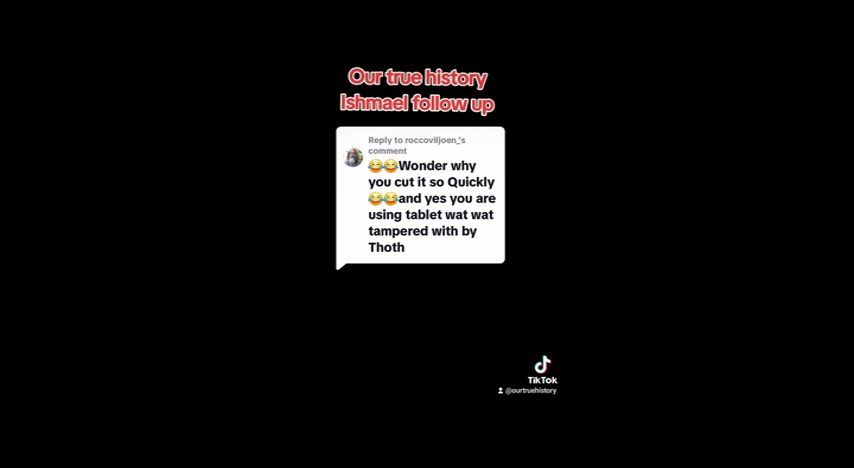 Our true history
Ishmael follow up
Reply to roccoviljoen_'s
comment
😂😂Wonder why
you cut it so Quickly
😂😂and yes you are
using tablet wat wat
tampered with by
Thoth
TikTok
@ourtruehistory